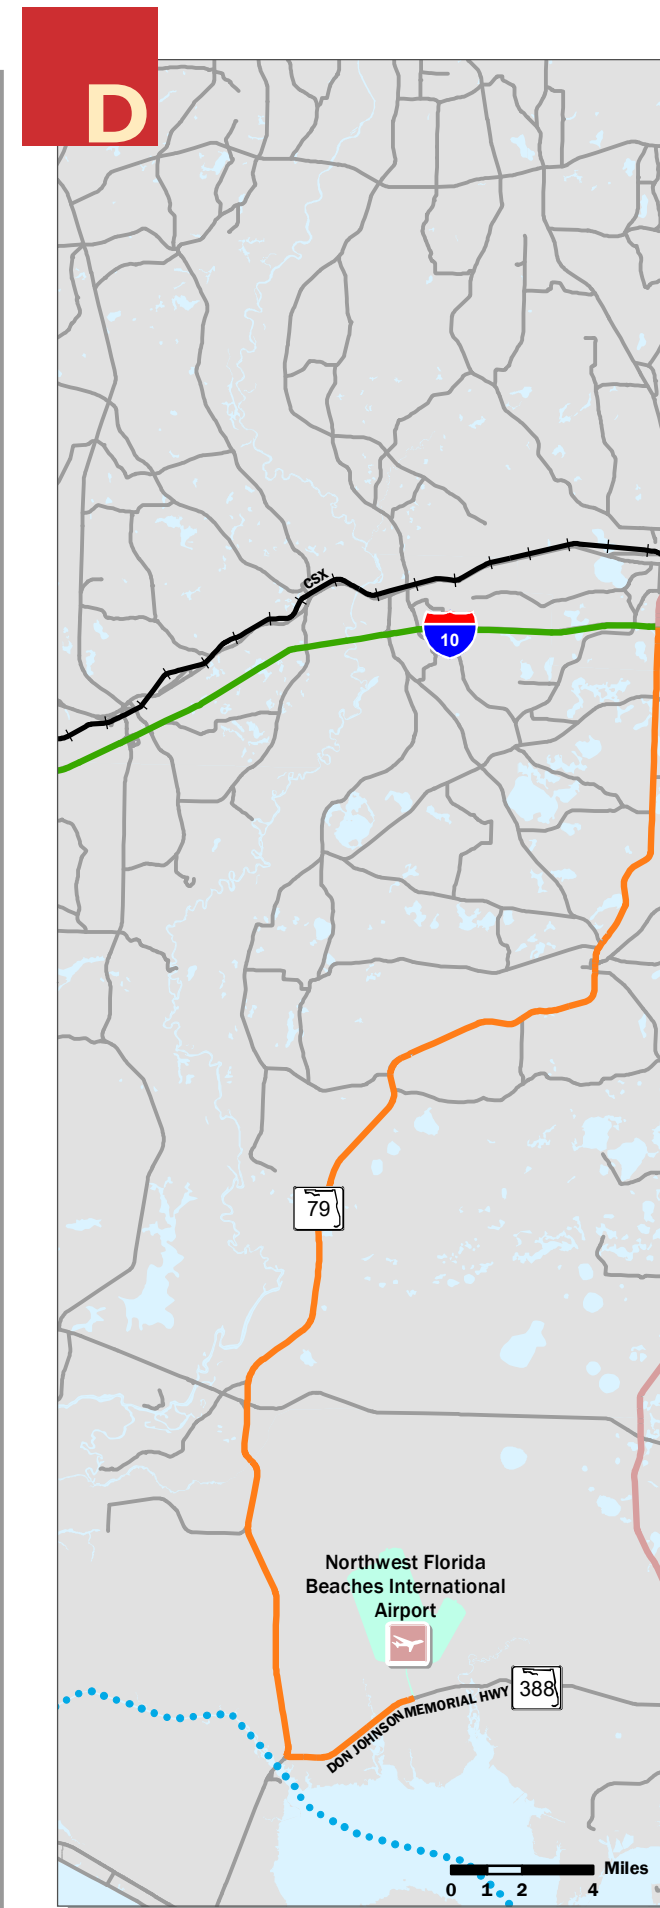 D
CSX
10
79
Northwest Florida
Beaches International
Airport
388
DON JOHNSON MEMORIAL HWY
Miles
0 1 2 4